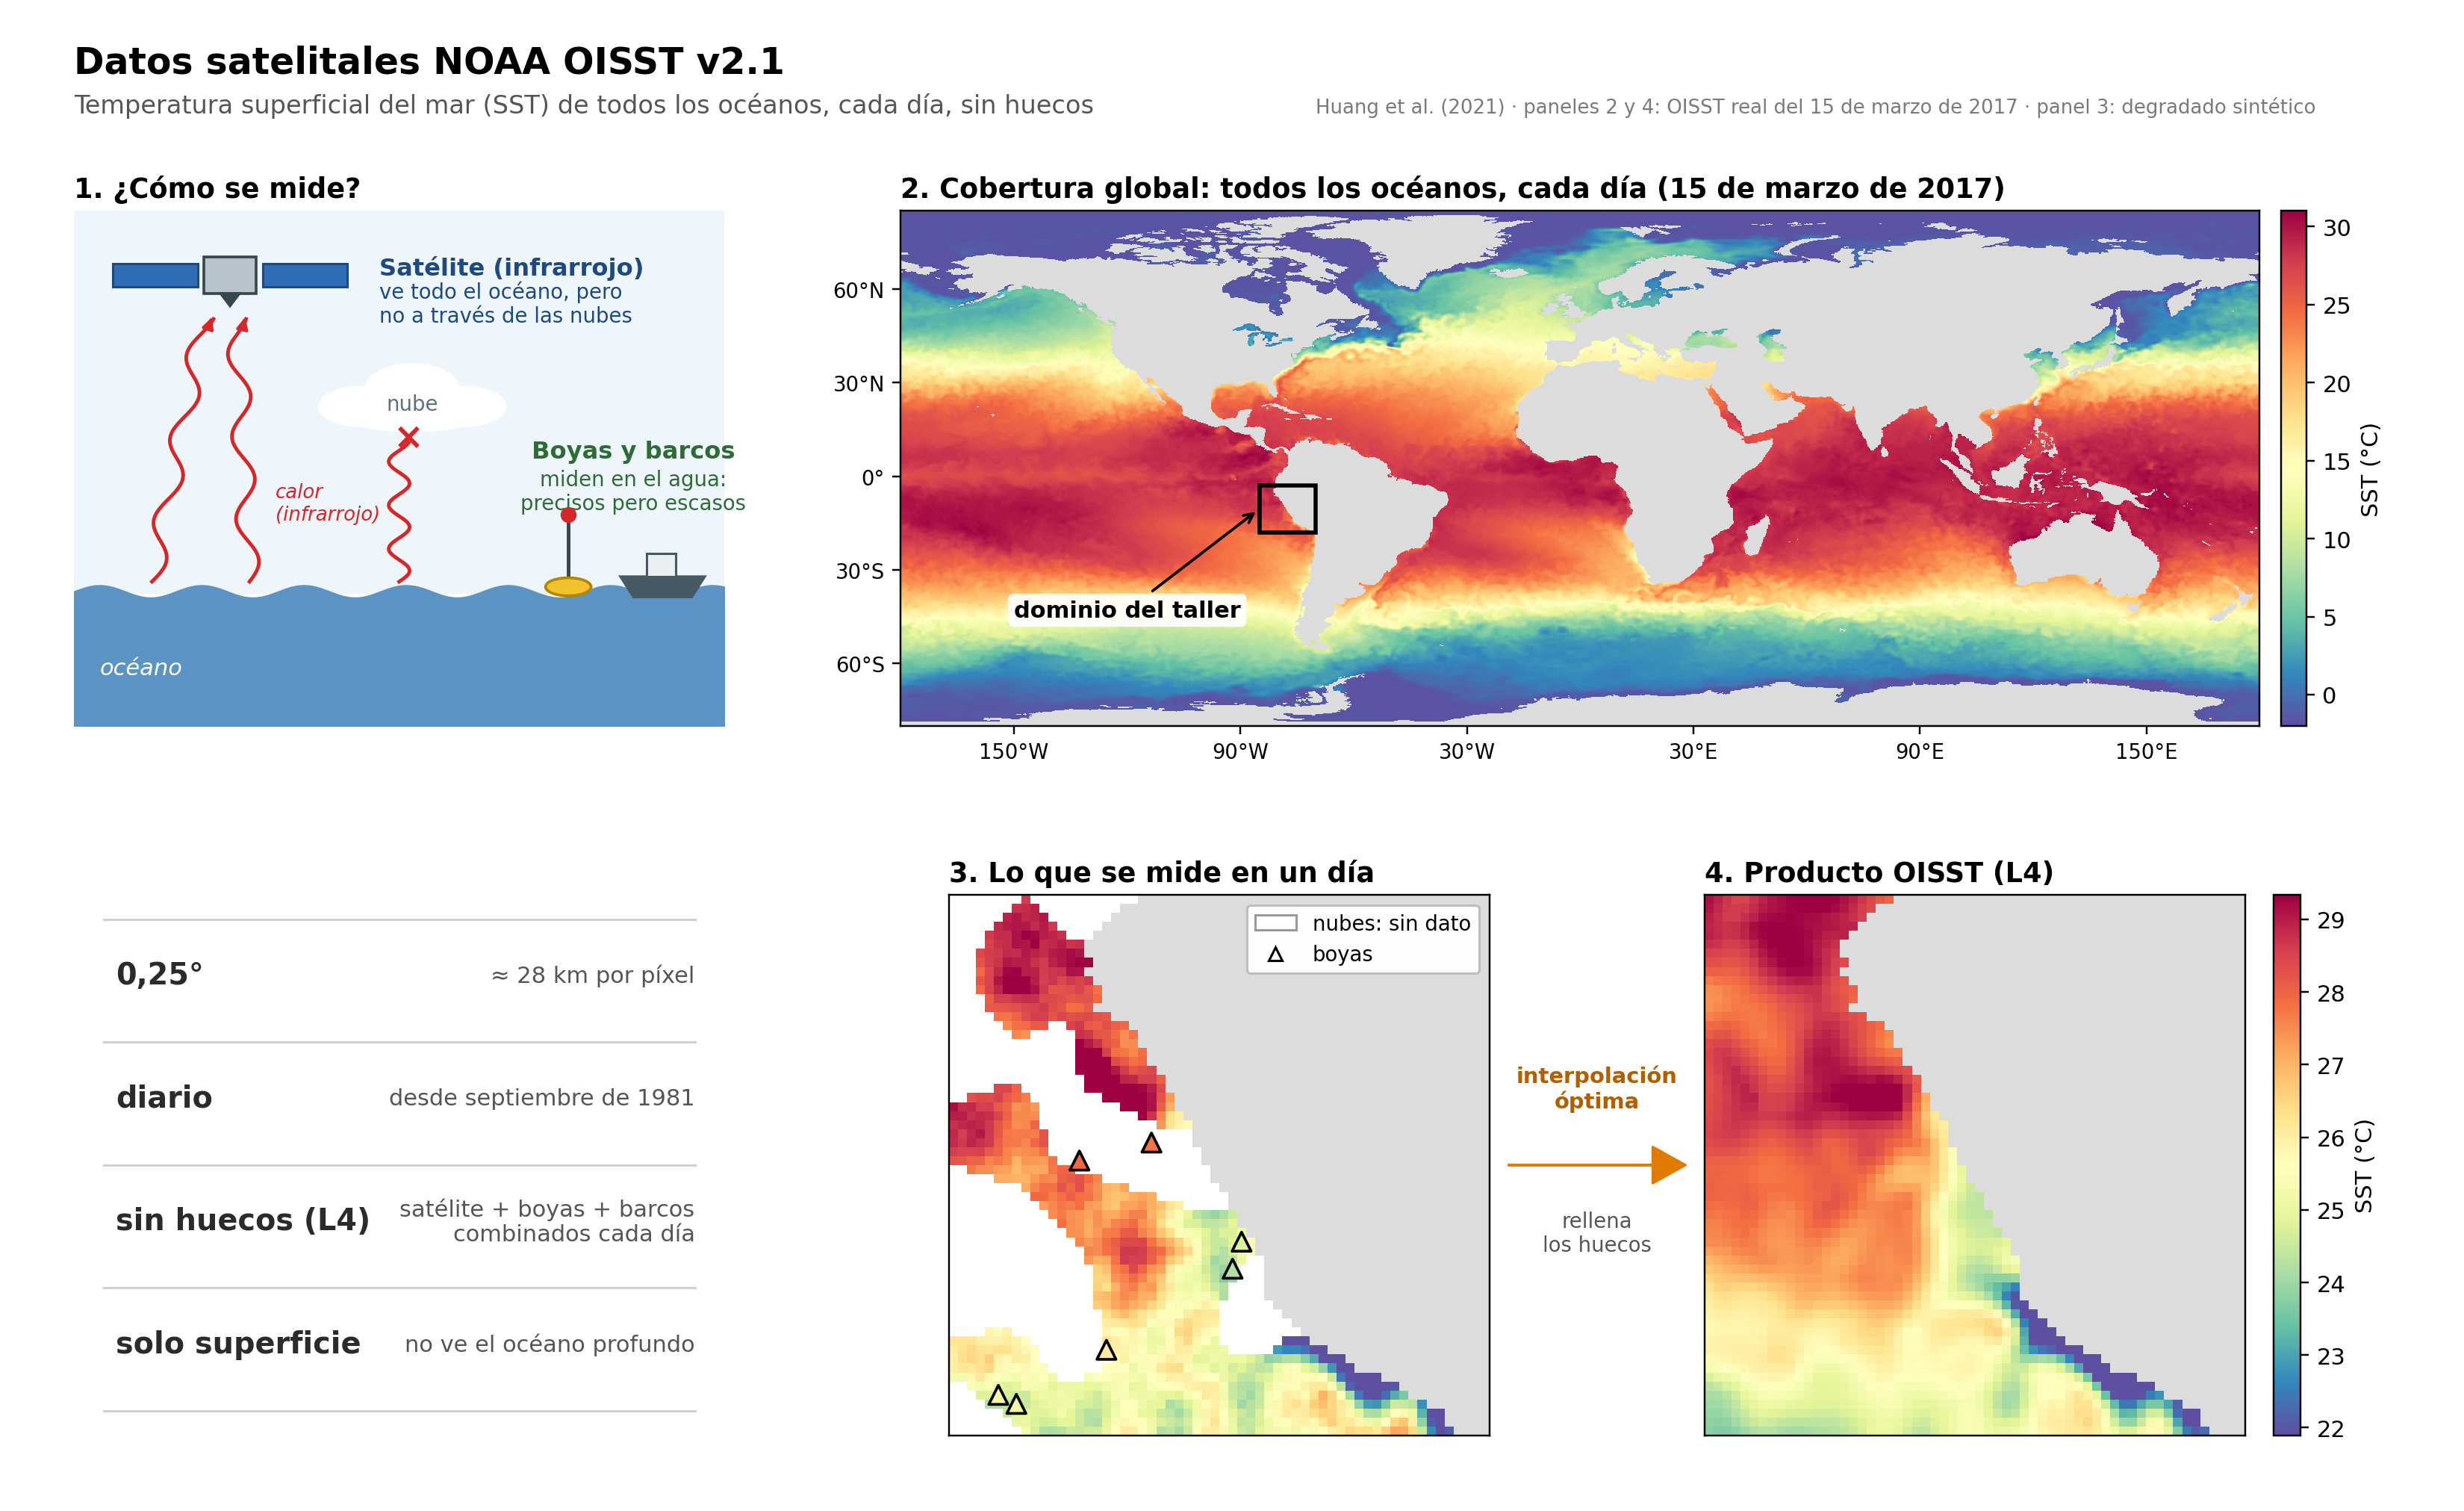 Datos satelitales NOAA OISST v2.1
Temperatura superficial del mar (SST) de todos los océanos, cada día, sin huecos
Huang et al. (2021) · paneles 2 y 4: OISST real del 15 de marzo de 2017 · panel 3: degradado sintético
1. ¿Cómo se mide?
Satélite (infrarrojo)
ve todo el océano, pero
no a través de las nubes
nube
Boyas y barcos
miden en el agua:
precisos pero escasos
calor
(infrarrojo)
océano
2. Cobertura global: todos los océanos, cada día (15 de marzo de 2017)
60°N
30°N
0°
30°S
60°S
150°W
90°W
30°W
30°E
90°E
150°E
dominio del taller
30
25
20
15
10
5
0
SST (°C)
0,25°
≈ 28 km por píxel
diario
desde septiembre de 1981
sin huecos (L4)
satélite + boyas + barcos
combinados cada día
solo superficie
no ve el océano profundo
3. Lo que se mide en un día
nubes: sin dato
boyas
interpolación
óptima
rellena
los huecos
4. Producto OISST (L4)
29
28
27
26
25
24
23
22
SST (°C)